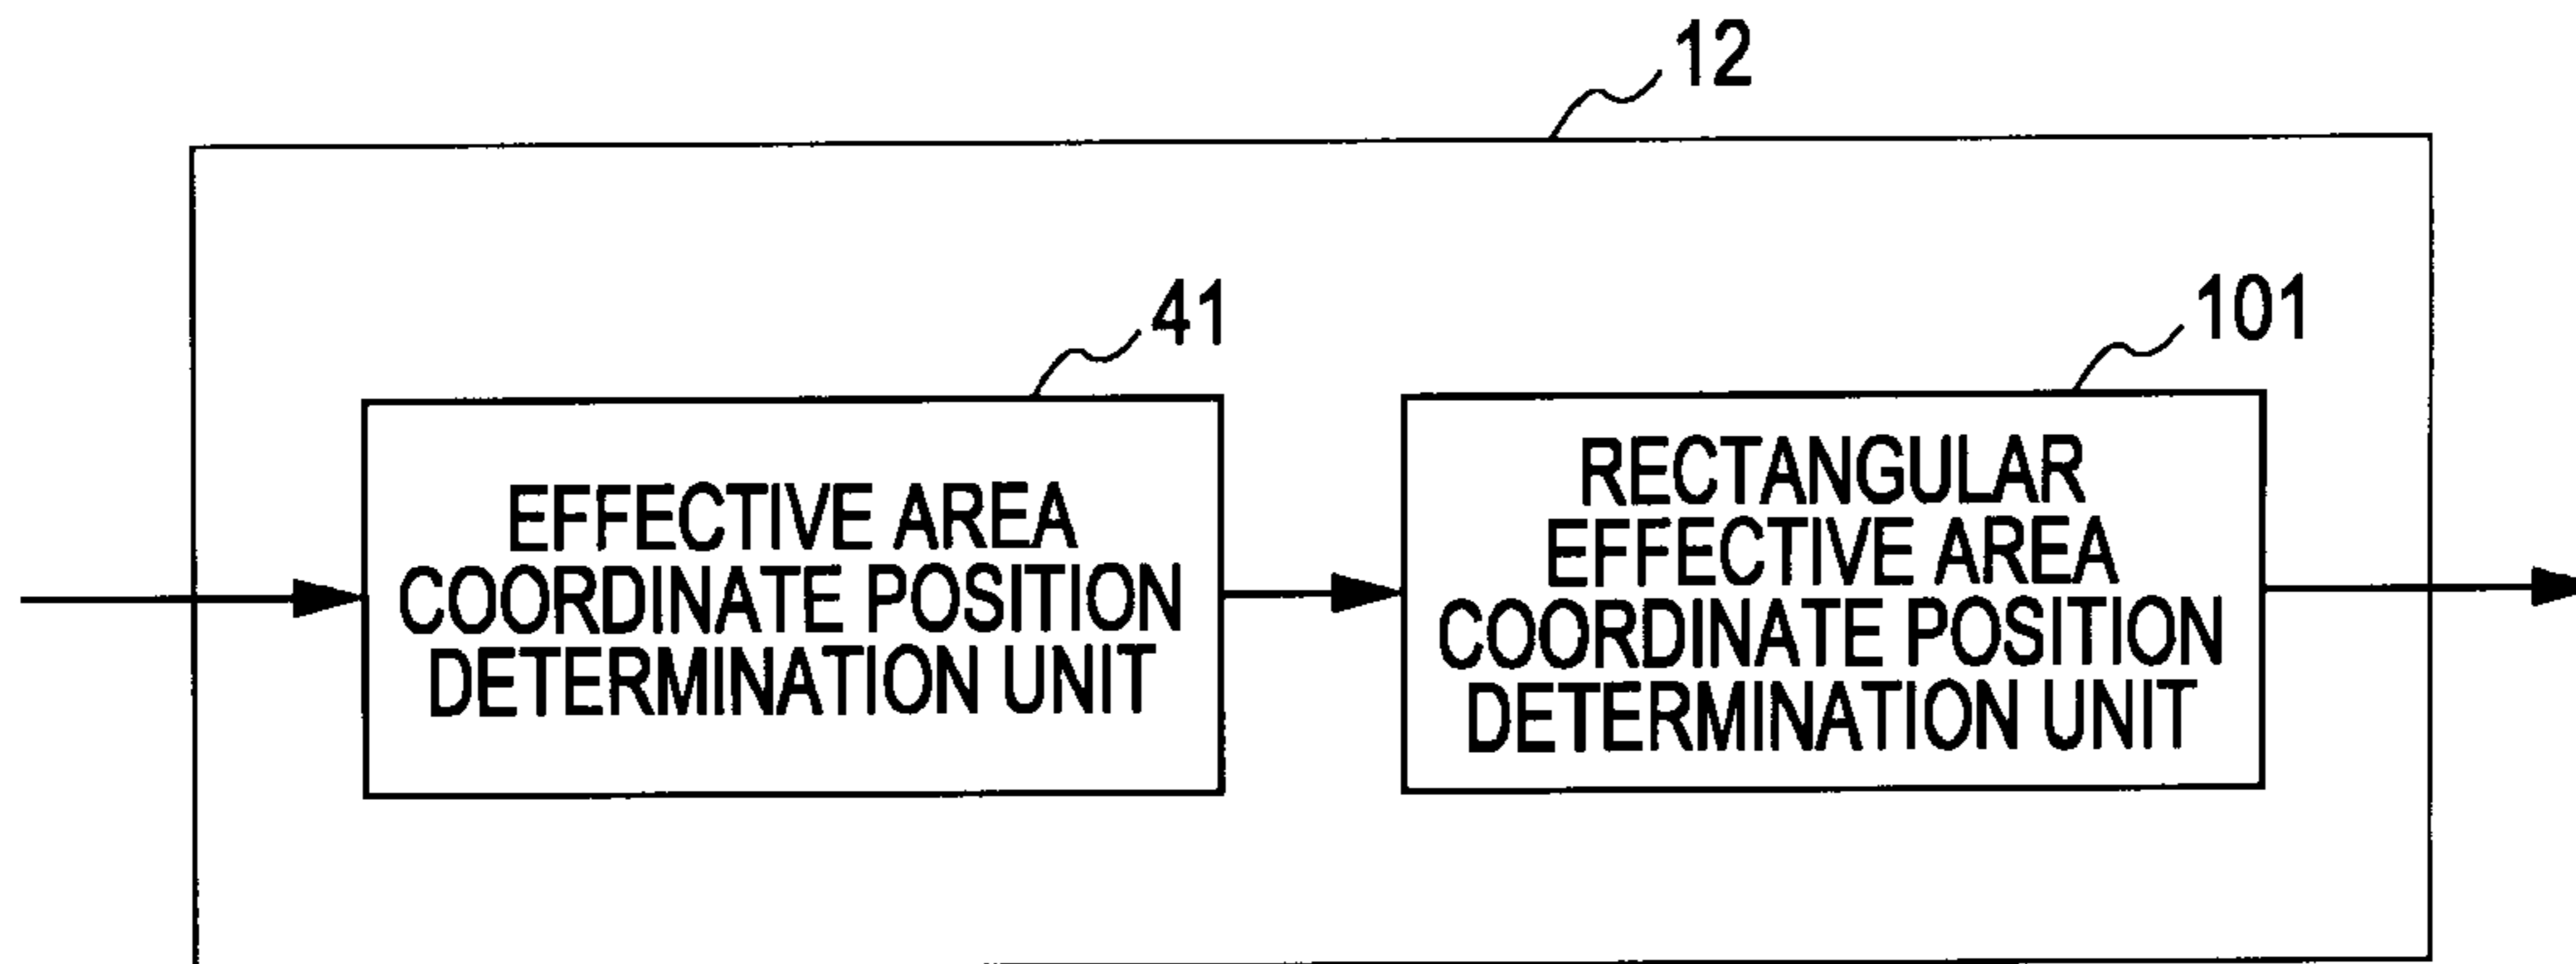 12
41
EFFECTIVE AREA
COORDINATE POSITION
DETERMINATION UNIT
101
RECTANGULAR
EFFECTIVE AREA
COORDINATE POSITION
DETERMINATION UNIT